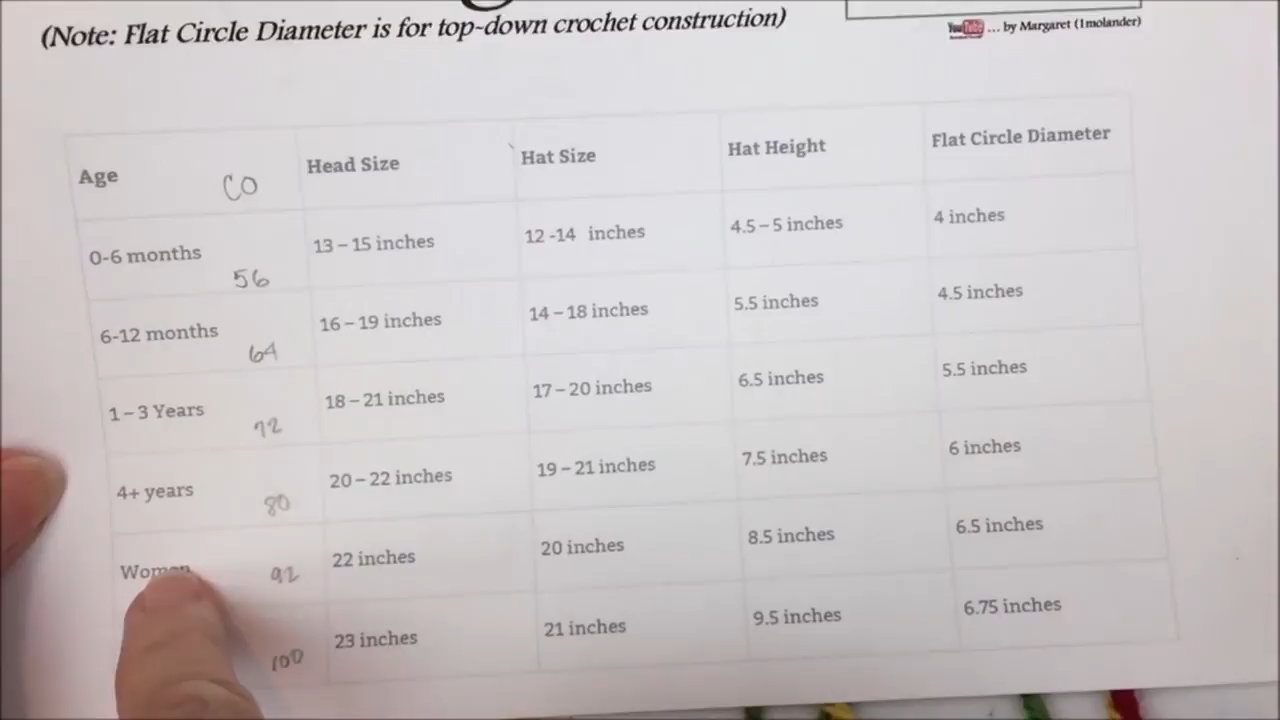 (Note: Flat Circle Diameter is for top-down crochet construction)
YouTube ... by Margaret (1molander)
Age CO Head Size Hat Size Hat Height Flat Circle Diameter
0-6 months 56 13 – 15 inches 12 -14 inches 4.5 – 5 inches 4 inches
6-12 months 64 16 – 19 inches 14 – 18 inches 5.5 inches 4.5 inches
1 – 3 Years 72 18 – 21 inches 17 – 20 inches 6.5 inches 5.5 inches
4+ years 80 20 – 22 inches 19 – 21 inches 7.5 inches 6 inches
Woman 92 22 inches 20 inches 8.5 inches 6.5 inches
100 23 inches 21 inches 9.5 inches 6.75 inches